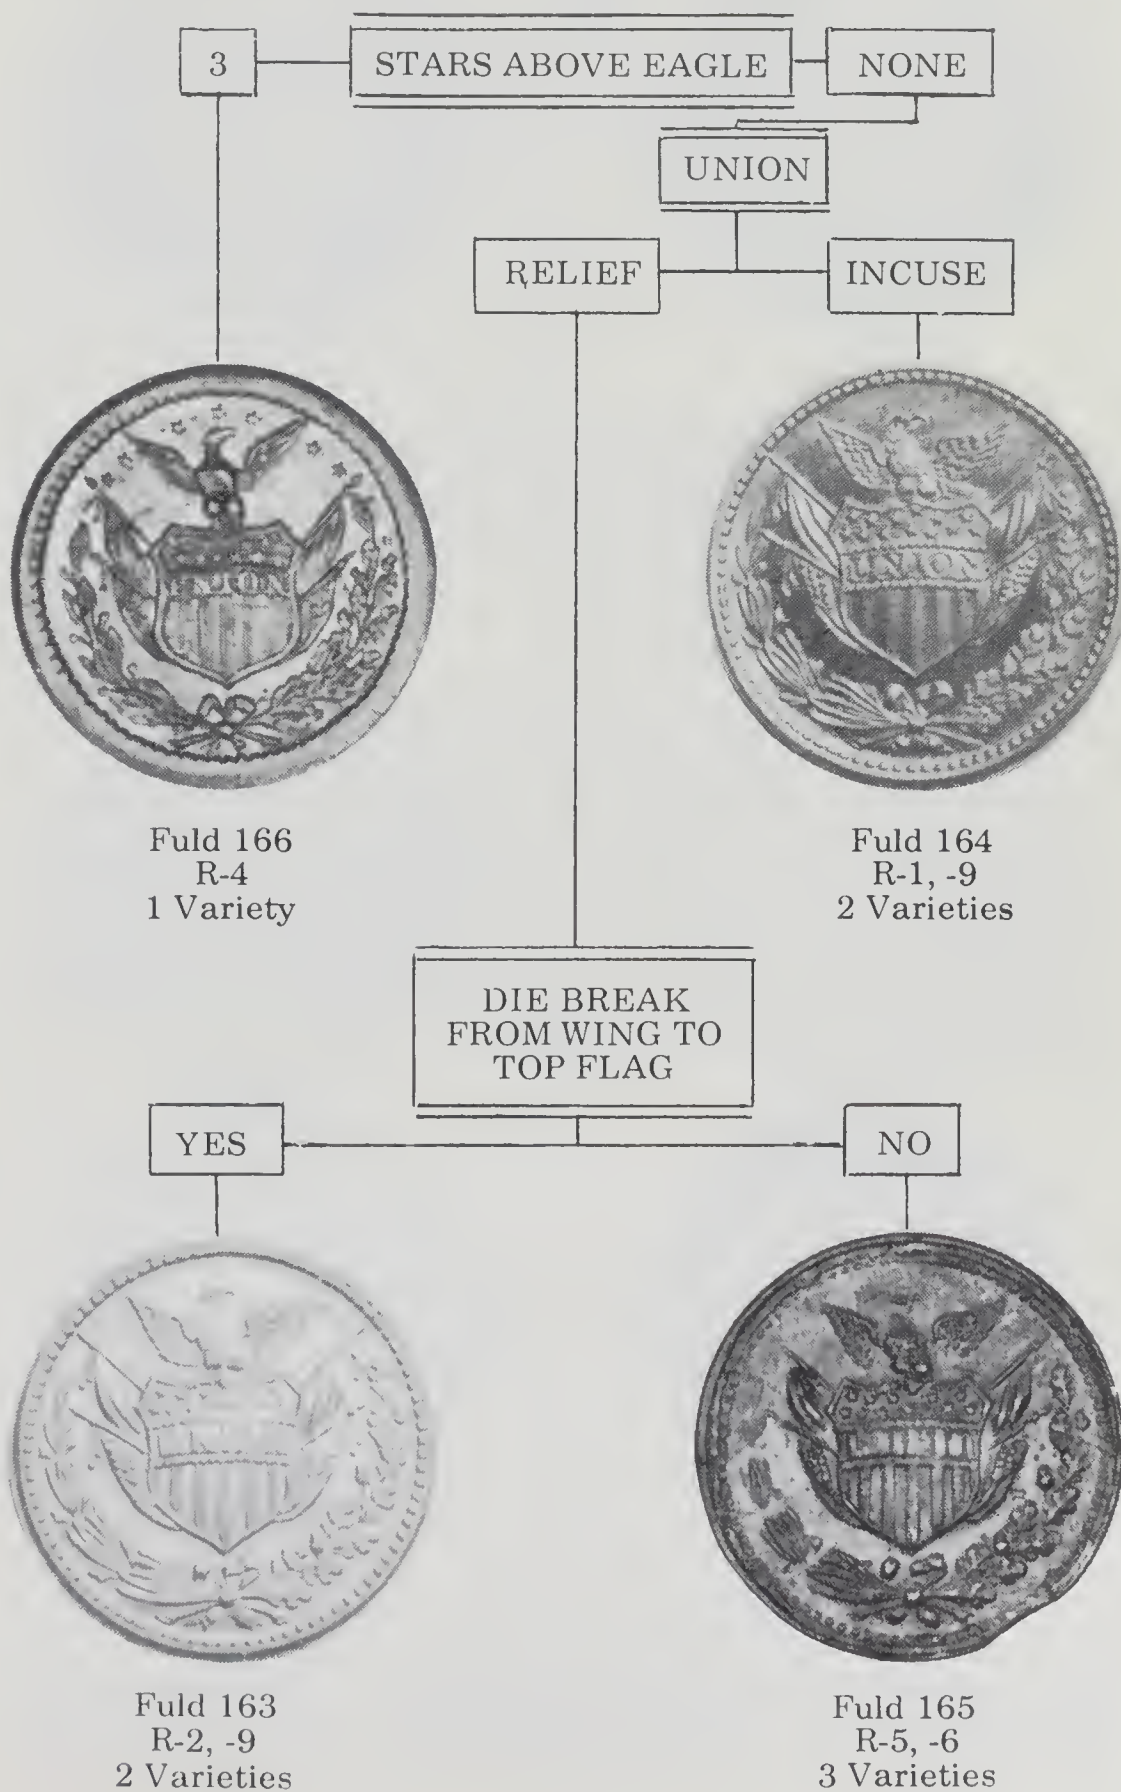 3
STARS ABOVE EAGLE
NONE
UNION
RELIEF
INCUSE
UNION
UNION
Fuld 166
R-4
1 Variety
Fuld 164
R-1, -9
2 Varieties
DIE BREAK
FROM WING TO
TOP FLAG
YES
NO
Fuld 163
R-2, -9
2 Varieties
Fuld 165
R-5, -6
3 Varieties